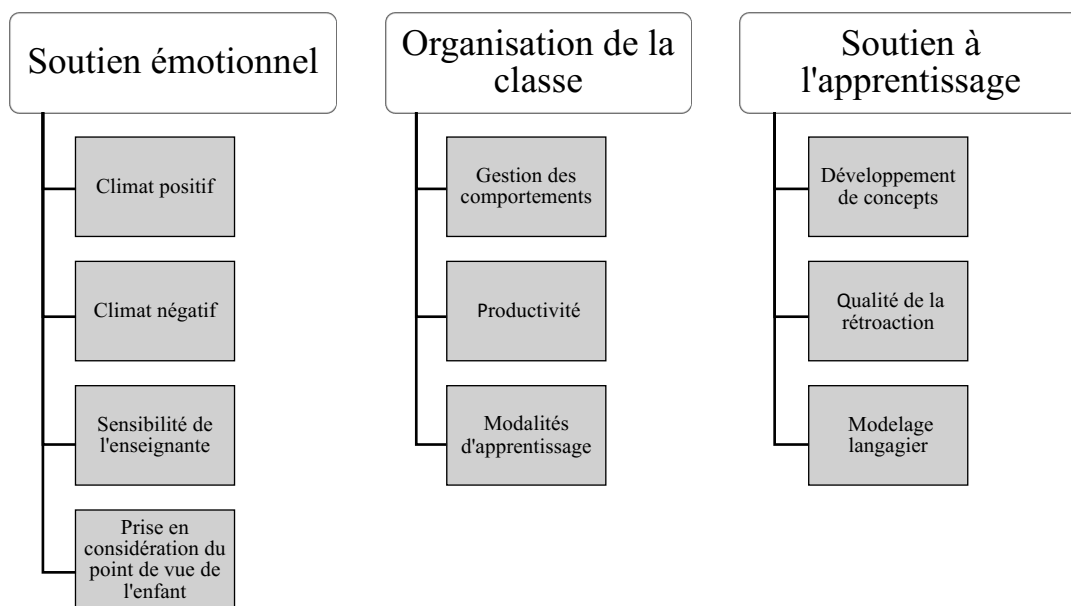 Soutien émotionnel
Climat positif
Climat négatif
Sensibilité de
l'enseignante
Prise en
considération du
point de vue de
l'enfant
Organisation de la
classe
Gestion des
comportements
Productivité
Modalités
d'apprentissage
Soutien à
l'apprentissage
Développement
de concepts
Qualité de la
rétroaction
Modelage
langagier